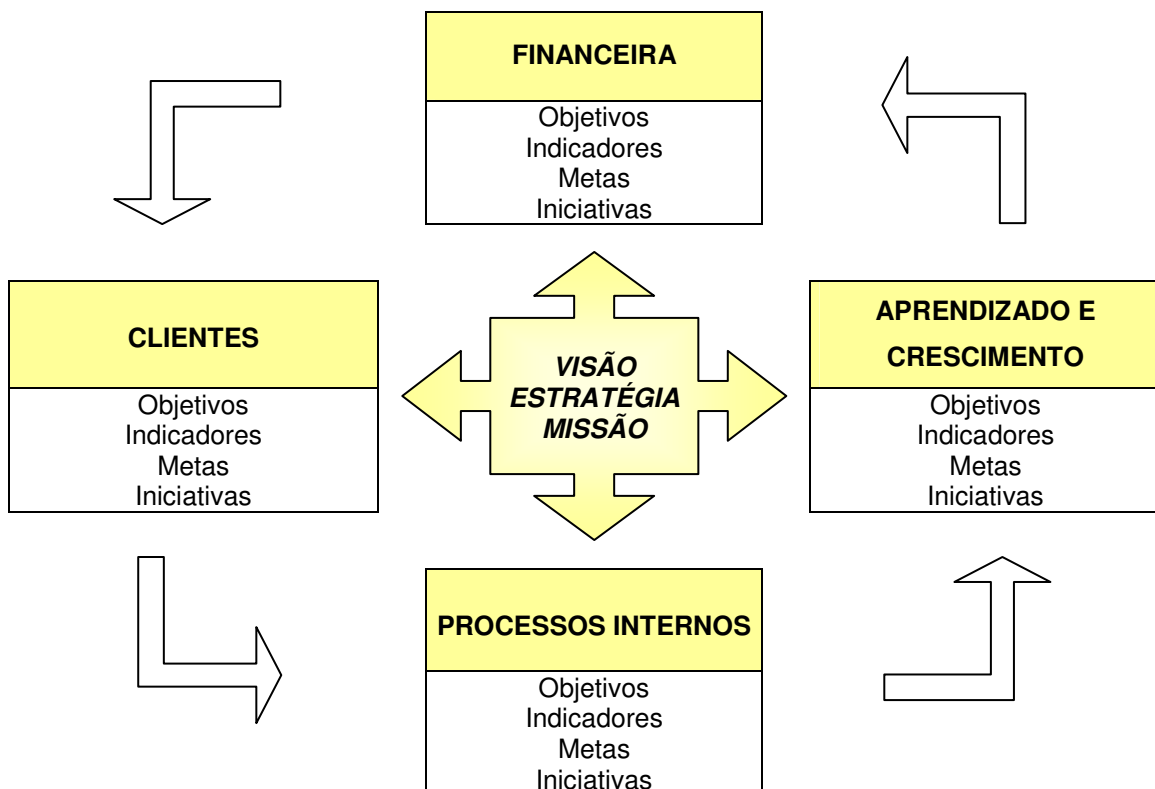 FINANCEIRA
Objetivos
Indicadores
Metas
Iniciativas
CLIENTES
Objetivos
Indicadores
Metas
Iniciativas
VISÃO
ESTRATÉGIA
MISSÃO
APRENDIZADO E
CRESCIMENTO
Objetivos
Indicadores
Metas
Iniciativas
PROCESSOS INTERNOS
Objetivos
Indicadores
Metas
Iniciativas